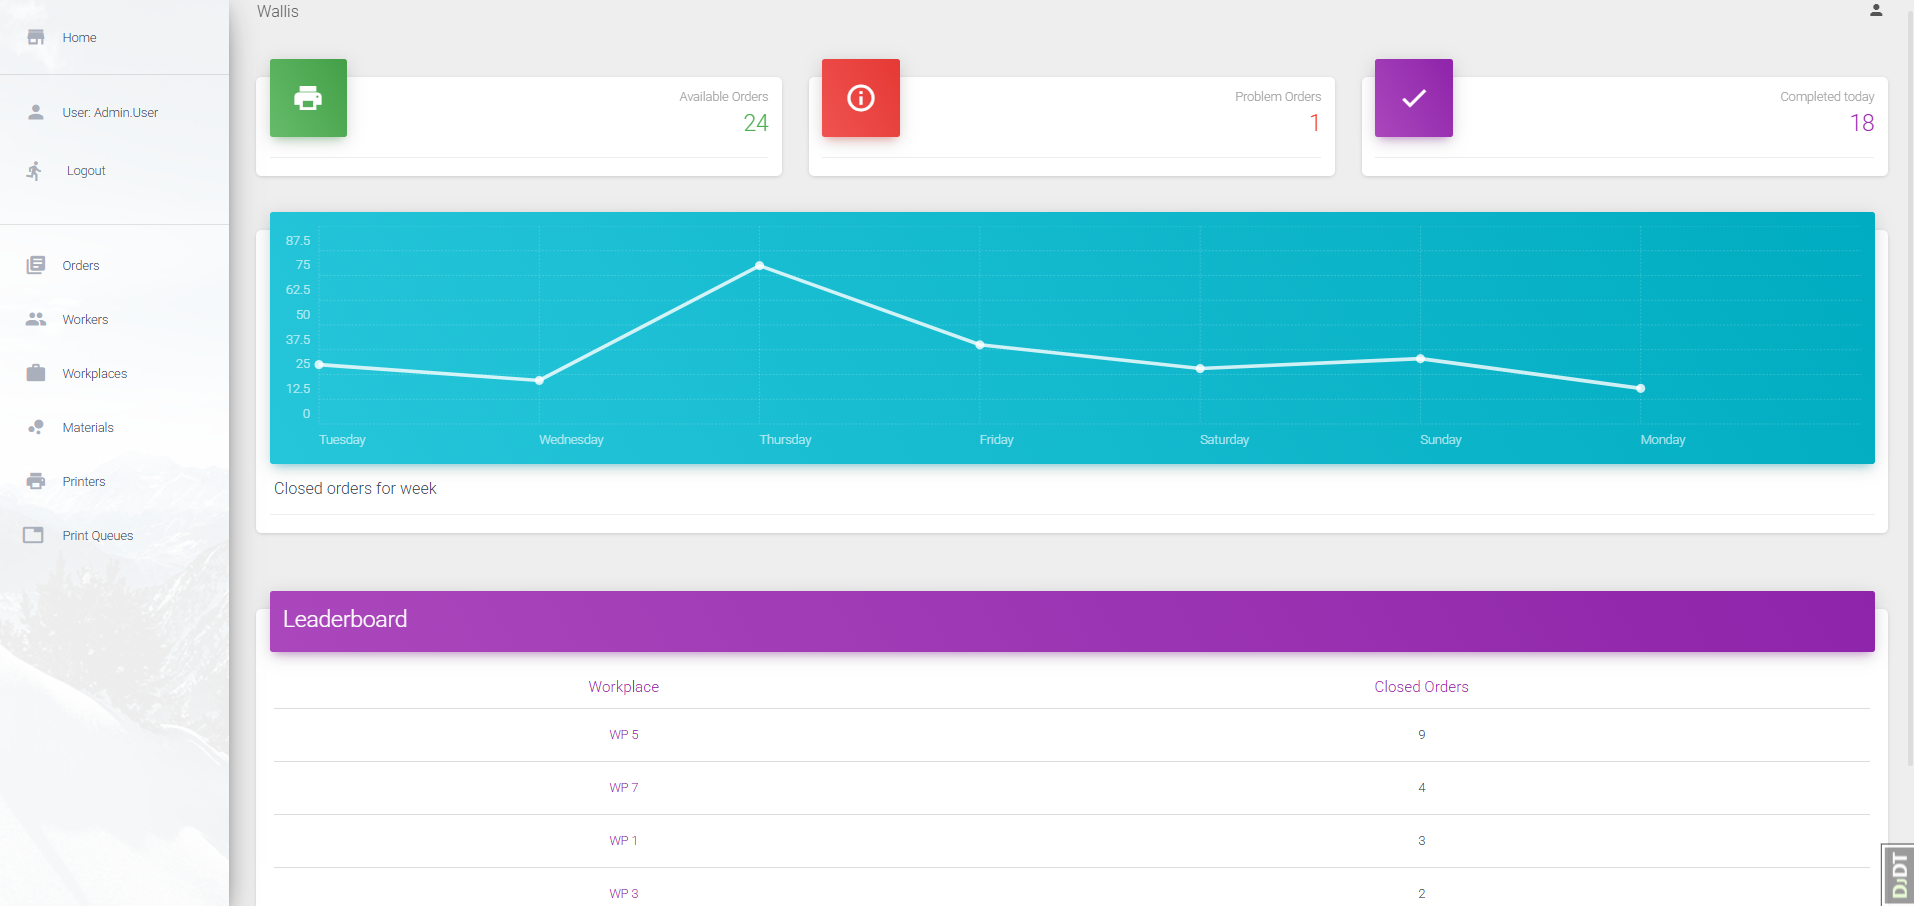 Wallis
Home
User: Admin.User
Logout
Orders
Workers
Workplaces
Materials
Printers
Print Queues
Available Orders
24
Problem Orders
1
Completed today
18
87.5
75
62.5
50
37.5
25
12.5
0
Tuesday Wednesday Thursday Friday Saturday Sunday Monday
Closed orders for week
Leaderboard
Workplace Closed Orders
WP 5 9
WP 7 4
WP 1 3
WP 3 2
DjDT